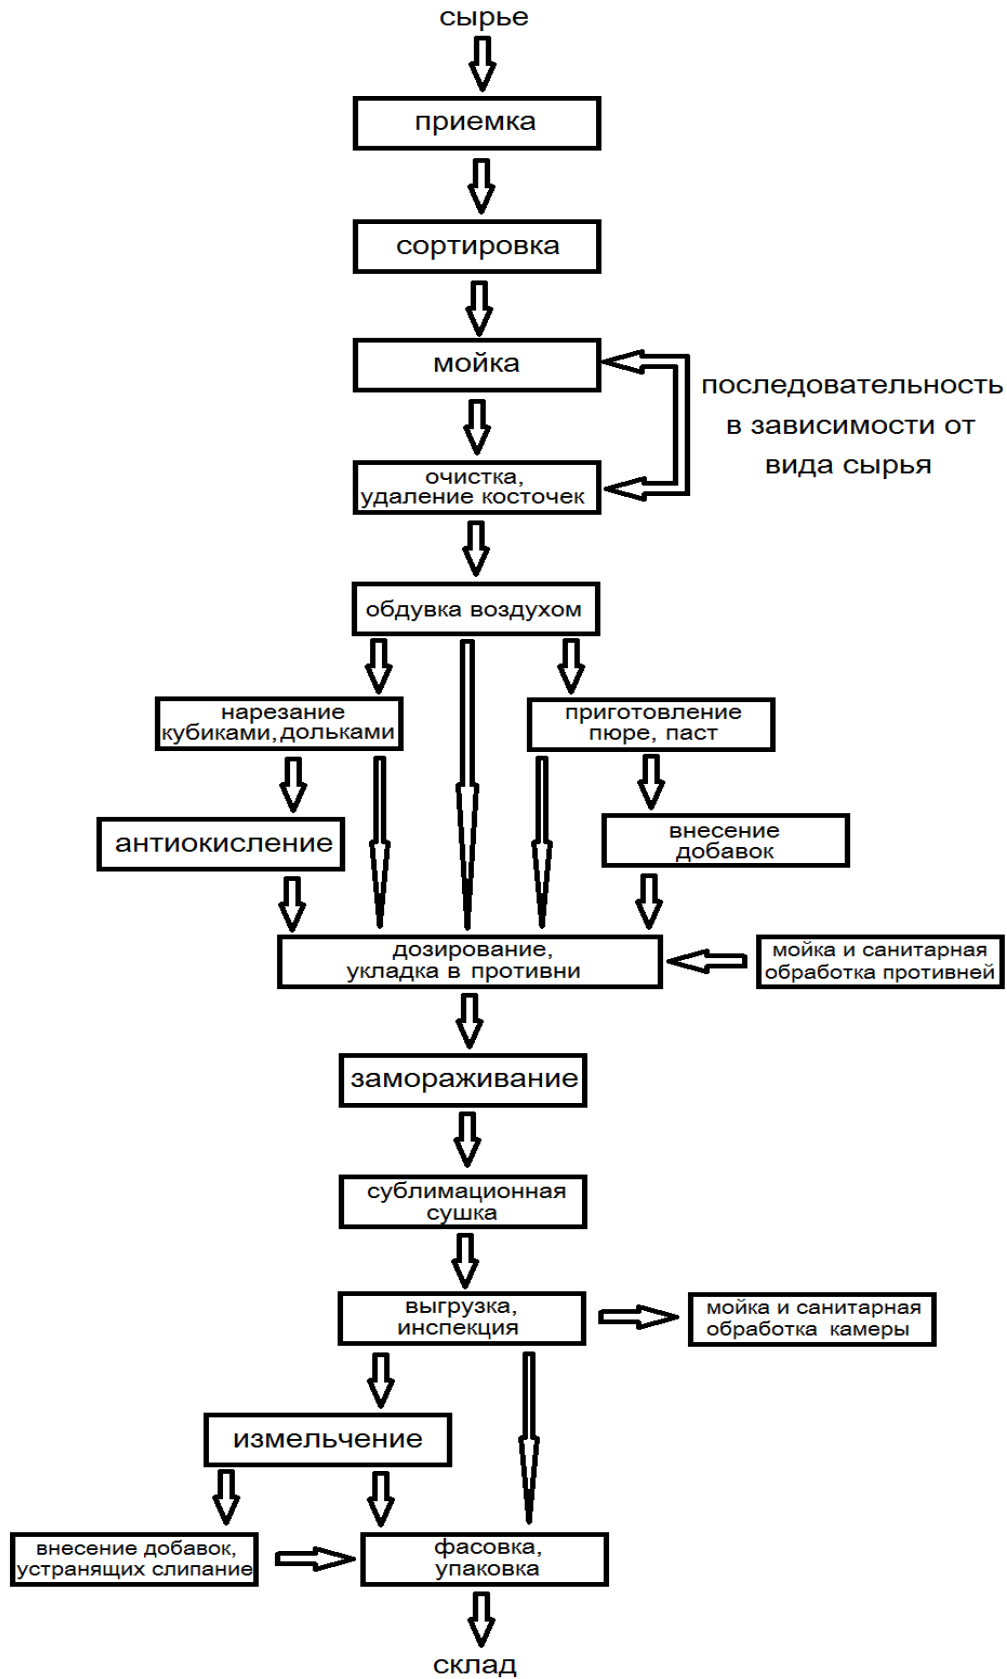 сырье
приемка
сортировка
мойка
последовательность
в зависимости от
вида сырья
очистка,
удаление косточек
обдувка воздухом
нарезание
кубиками, дольками
приготовление
пюре, паст
антиокисление
внесение
добавок
дозирование,
укладка в противни
мойка и санитарная
обработка противней
замораживание
сублимационная
сушка
выгрузка,
инспекция
мойка и санитарная
обработка камеры
измельчение
внесение добавок,
устранящих слипание
фасовка,
упаковка
склад